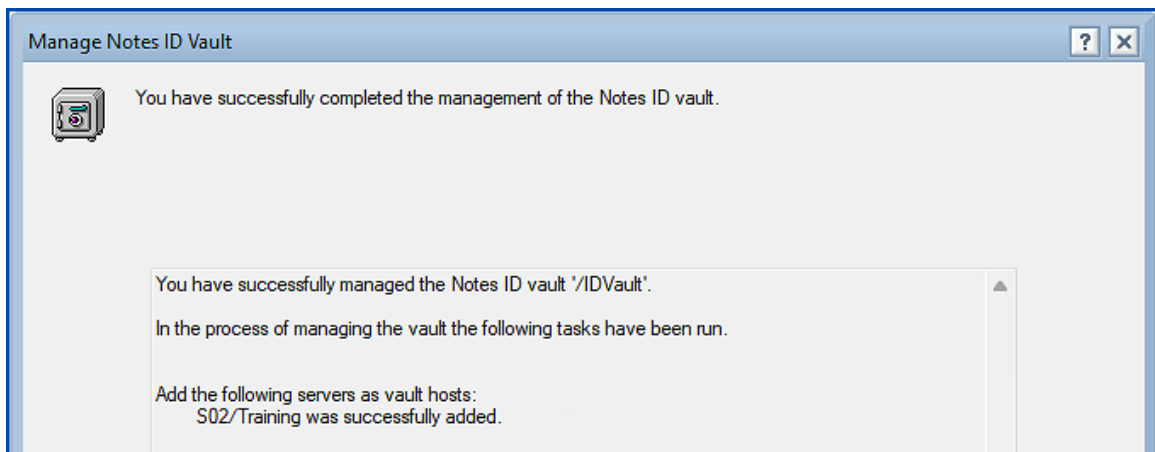 Manage Notes ID Vault
?
You have successfully completed the management of the Notes ID vault.
You have successfully managed the Notes ID vault '/IDVault'.
In the process of managing the vault the following tasks have been run.
Add the following servers as vault hosts:
S02/Training was successfully added.